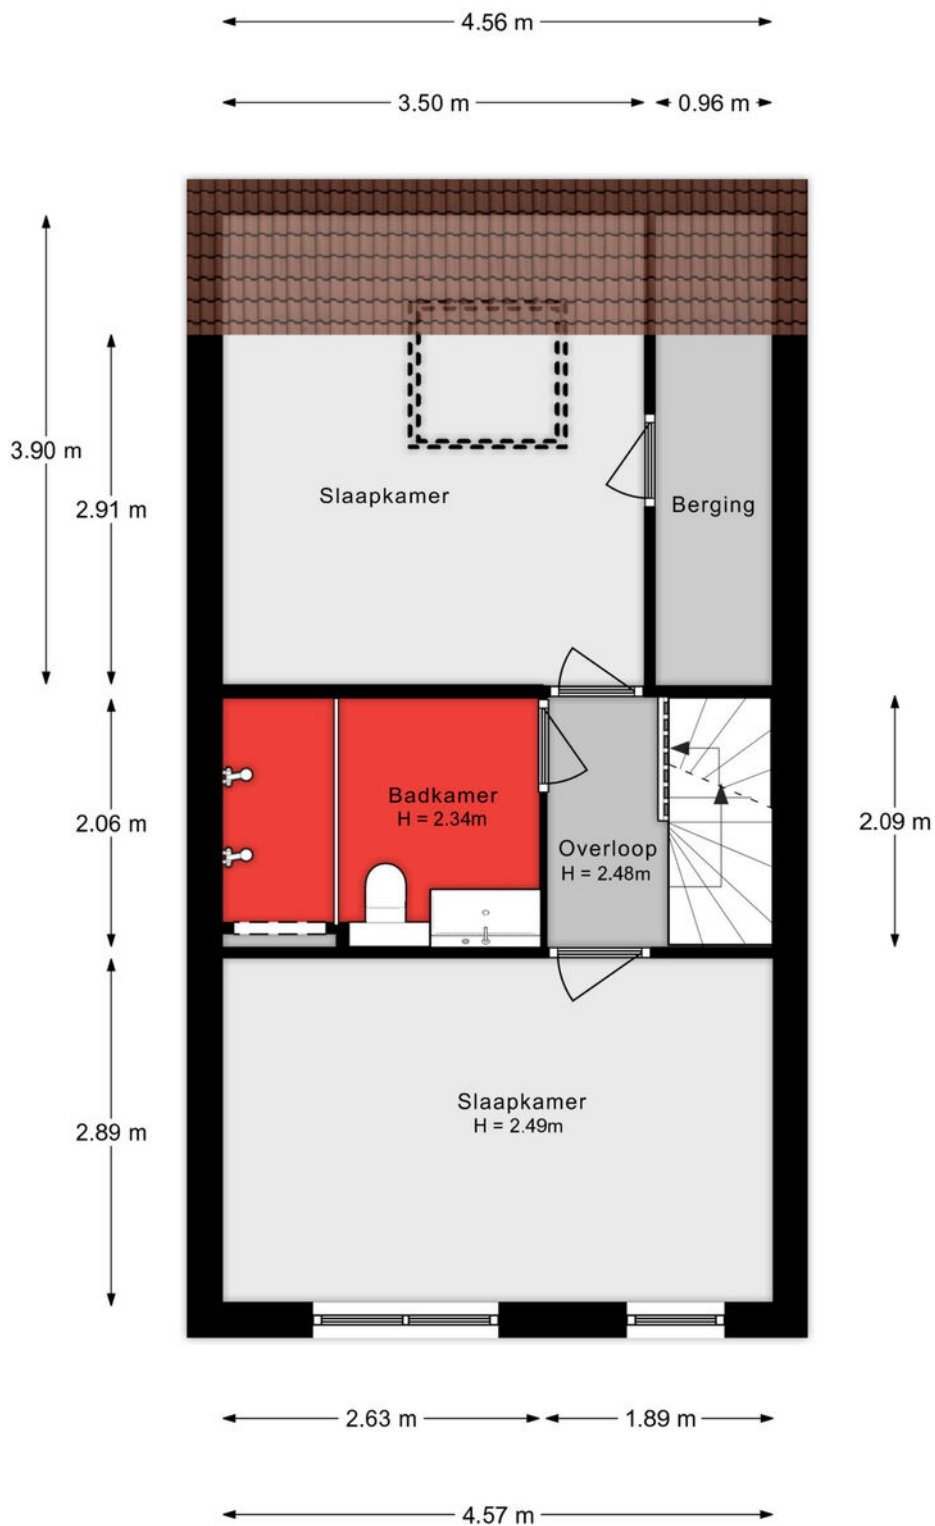 4.56 m
3.50 m
0.96 m
3.90 m
2.91 m
Slaapkamer
Berging
2.06 m
Badkamer
H = 2.34m
Overloop
H = 2.48m
2.09 m
2.89 m
Slaapkamer
H = 2.49m
2.63 m
1.89 m
4.57 m